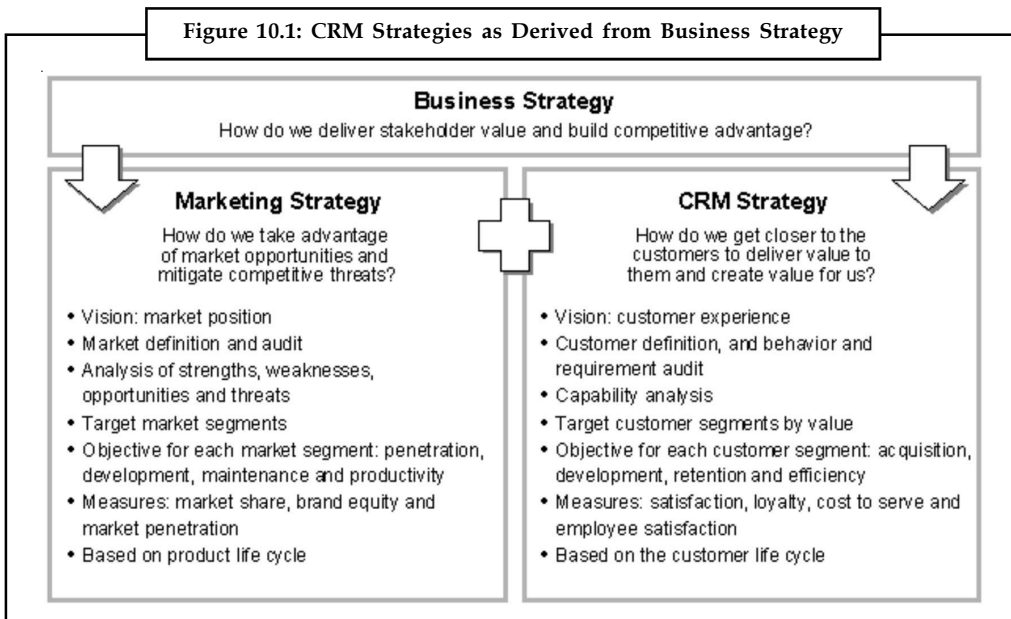 Figure 10.1: CRM Strategies as Derived from Business Strategy
Business Strategy
How do we deliver stakeholder value and build competitive advantage?
Marketing Strategy
How do we take advantage
of market opportunities and
mitigate competitive threats?
• Vision: market position
• Market definition and audit
• Analysis of strengths, weaknesses,
opportunities and threats
• Target market segments
• Objective for each market segment: penetration,
development, maintenance and productivity
• Measures: market share, brand equity and
market penetration
• Based on product life cycle
CRM Strategy
How do we get closer to the
customers to deliver value to
them and create value for us?
• Vision: customer experience
• Customer definition, and behavior and
requirement audit
• Capability analysis
• Target customer segments by value
• Objective for each customer segment: acquisition,
development, retention and efficiency
• Measures: satisfaction, loyalty, cost to serve and
employee satisfaction
• Based on the customer life cycle